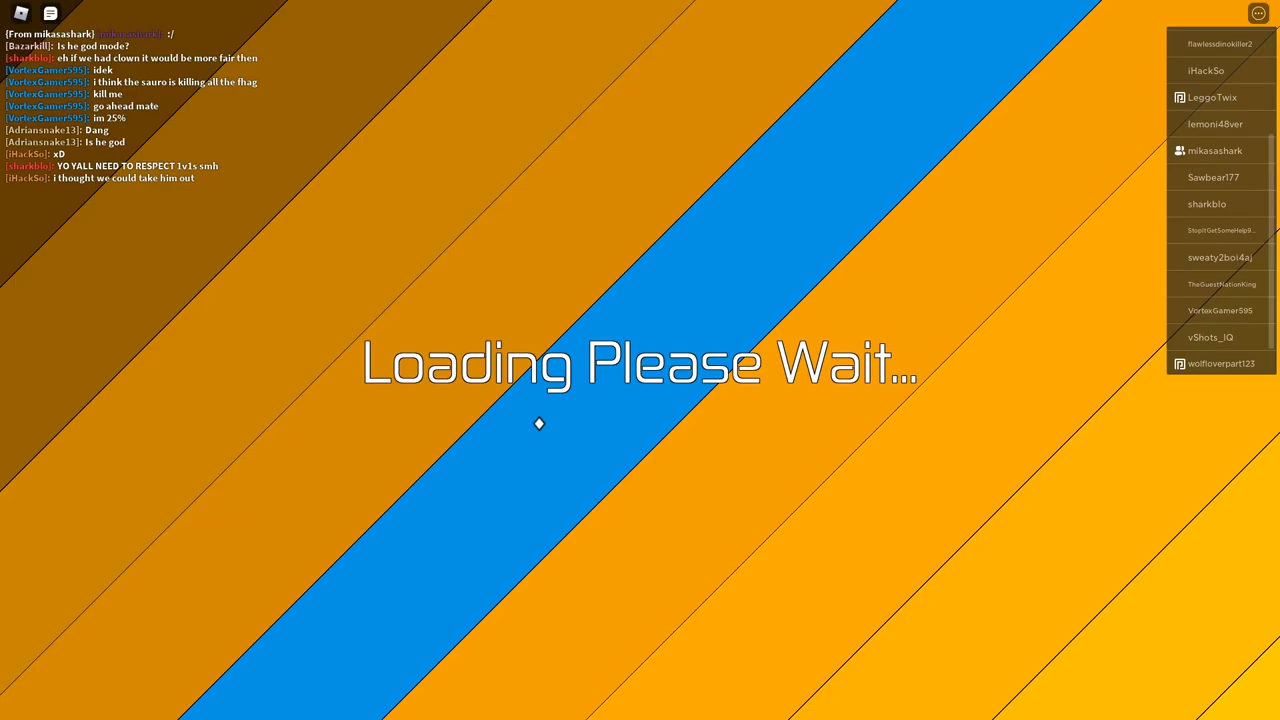 {From mikasashark} [mikasashark]: :/
[Bazarkill]: Is he god mode?
[sharkblo]: eh if we had clown it would be more fair then
[VortexGamer595]: idek
[VortexGamer595]: i think the sauro is killing all the fhag
[VortexGamer595]: kill me
[VortexGamer595]: go ahead mate
[VortexGamer595]: im 25%
[Adriansnake13]: Dang
[Adriansnake13]: Is he god
[iHackSo]: xD
[sharkblo]: YO YALL NEED TO RESPECT 1v1s smh
[iHackSo]: i thought we could take him out
flawlessdinokiller2
iHackSo
LeggoTwix
lemoni48ver
mikasashark
Sawbear177
sharkblo
StopItGetSomeHelp9...
sweaty2boi4aj
TheGuestNationKing
VortexGamer595
vShots_IQ
wolfloverpart123
Loading Please Wait...